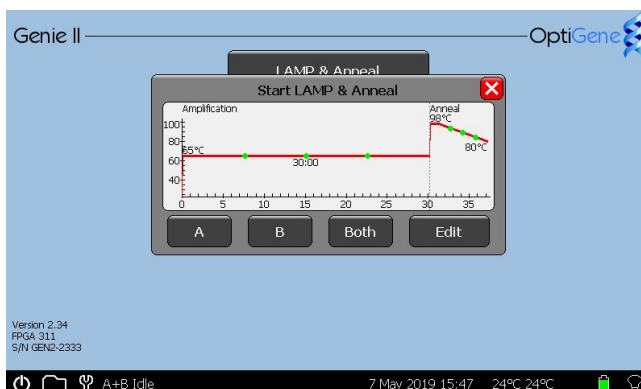 Genie II
OptiGene
LAMP & Anneal
Start LAMP & Anneal
Amplification
Anneal
98°C
100
80
65°C
80°C
60
30:00
40
0 5 10 15 20 25 30 35
A B Both Edit
Version 2.34
FPGA 311
S/N GEN2-2333
A+B Idle
7 May 2019 15:47
24°C 24°C